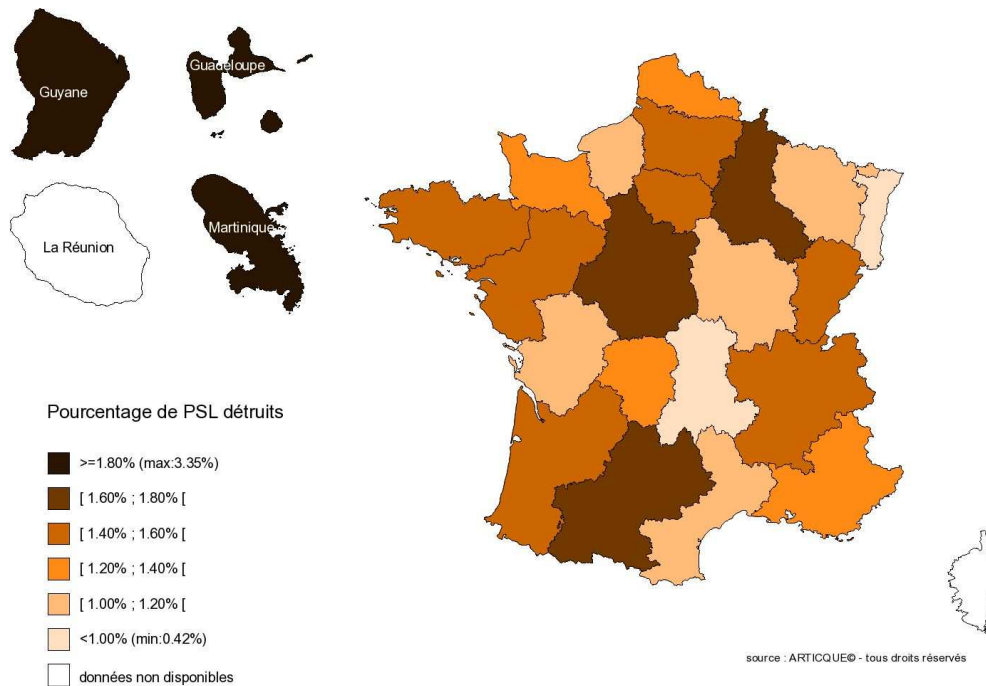 Guyane
Guadeloupe
La Réunion
Martinique
Pourcentage de PSL détruits
>=1.80% (max:3.35%)
[ 1.60% ; 1.80% [
[ 1.40% ; 1.60% [
[ 1.20% ; 1.40% [
[ 1.00% ; 1.20% [
<1.00% (min:0.42%)
données non disponibles
source : ARTICQUE© - tous droits réservés